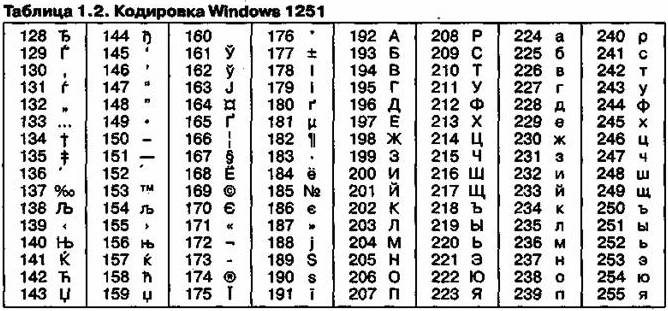 Таблица 1.2. Кодировка Windows 1251
128 Ђ 144 ђ 160 176 ° 192 А 208 Р 224 а 240 р
129 Ѓ 145 ‘ 161 Ў 177 ± 193 Б 209 С 225 б 241 с
130 ‚ 146 ’ 162 ў 178 І 194 В 210 Т 226 в 242 т
131 ѓ 147 “ 163 Ј 179 і 195 Г 211 У 227 г 243 у
132 „ 148 ” 164 ¤ 180 ґ 196 Д 212 Ф 228 д 244 ф
133 … 149 • 165 Ґ 181 µ 197 Е 213 Х 229 е 245 х
134 † 150 – 166 ¦ 182 ¶ 198 Ж 214 Ц 230 ж 246 ц
135 ‡ 151 — 167 § 183 · 199 З 215 Ч 231 з 247 ч
136 ' 152 ' 168 Ё 184 ё 200 И 216 Щ 232 и 248 ш
137 ‰ 153 ™ 169 © 185 № 201 Й 217 Щ 233 й 249 щ
138 Љ 154 љ 170 Є 186 є 202 К 218 Ъ 234 к 250 ъ
139 ‹ 155 › 171 « 187 » 203 Л 219 Ы 235 л 251 ы
140 Њ 156 њ 172 ¬ 188 ј 204 М 220 Ь 236 м 252 ь
141 Ќ 157 ќ 173 - 189 Ѕ 205 Н 221 Э 237 н 253 э
142 Ћ 158 ћ 174 ® 190 ѕ 206 О 222 Ю 238 о 254 ю
143 Џ 159 џ 175 Ї 191 ї 207 П 223 Я 239 п 255 я